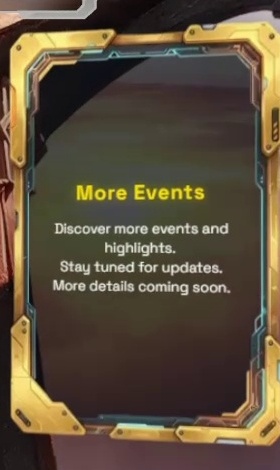 More Events
Discover more events and
highlights.
Stay tuned for updates.
More details coming soon.